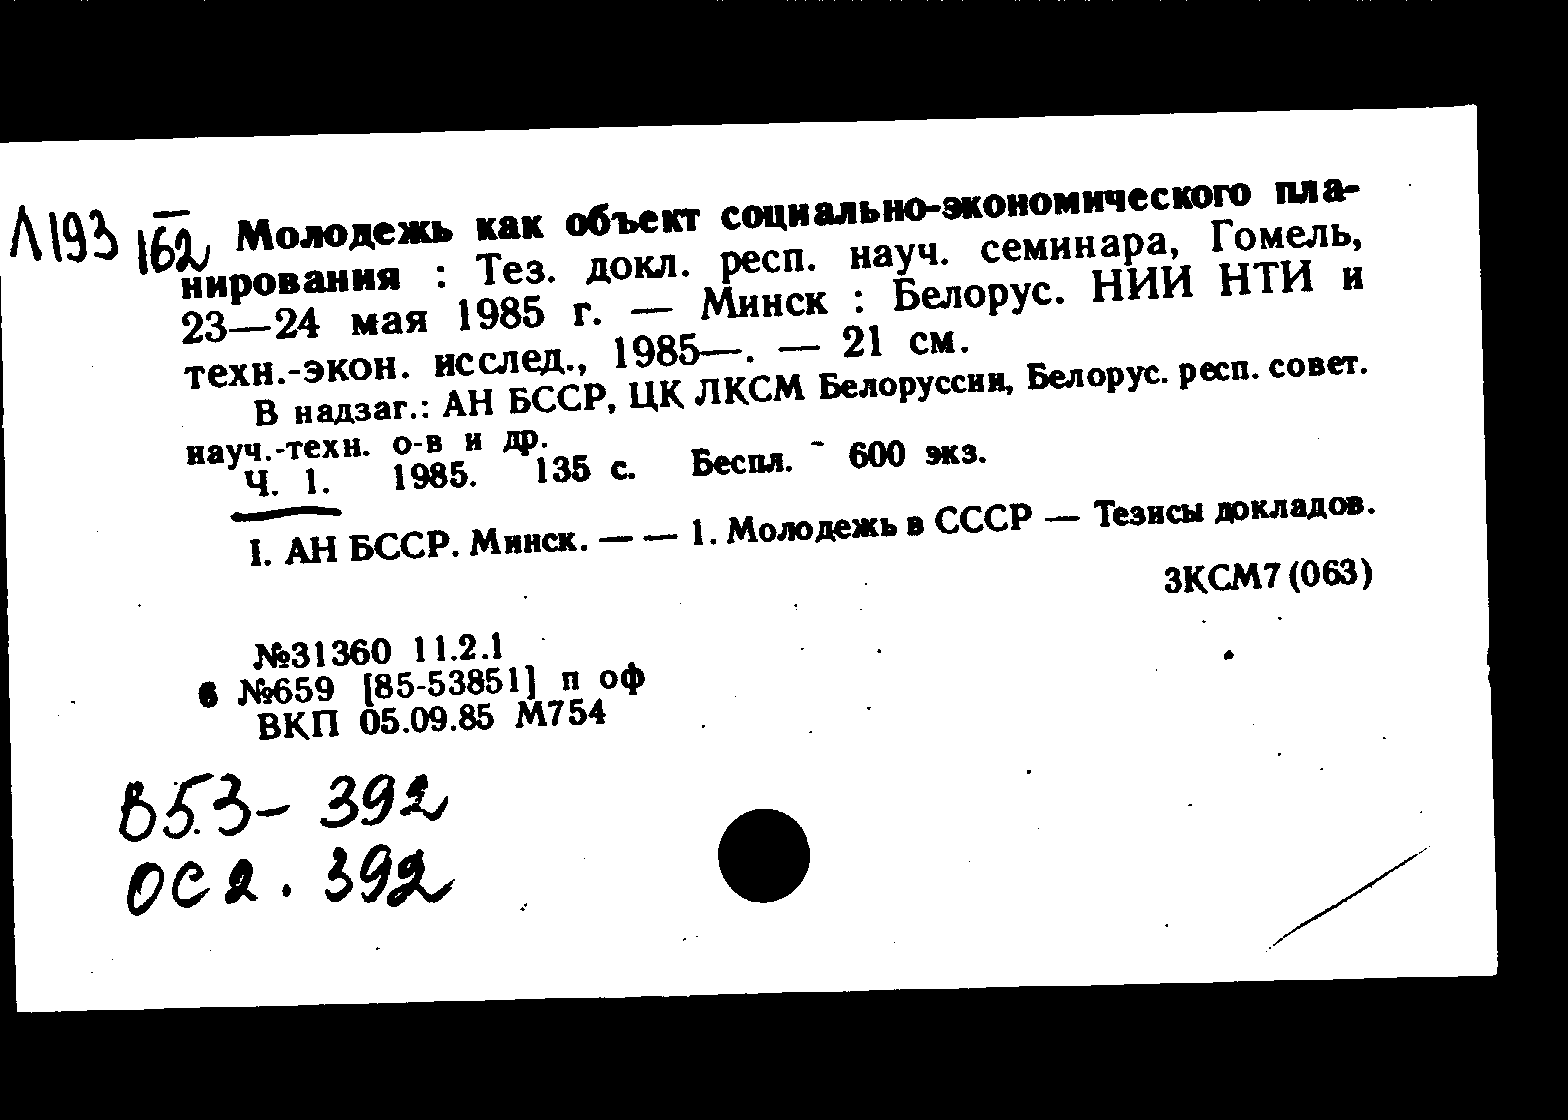 Л193 162 Молодежь как объект социально-экономического пла-
нирования : Тез. докл. респ. науч. семинара, Гомель,
23—24 мая 1985 г. — Минск : Белорус. НИИ НТИ и
техн.-экон. исслед., 1985—. — 21 см.
В надзаг.: АН БССР, ЦК ЛКСМ Белоруссии, Белорус. респ. совет.
науч.-техн. о-в и др.
Ч. 1. 1985. 135 с. Беспл. - 600 экз.
I. АН БССР. Минск. — — 1. Молодежь в СССР — Тезисы докладов.
3КСМ7(063)
№31360 11.2.1
6 №659 [85-53851] п оф
ВКП 05.09.85 М754
В53-392
ОС2.392